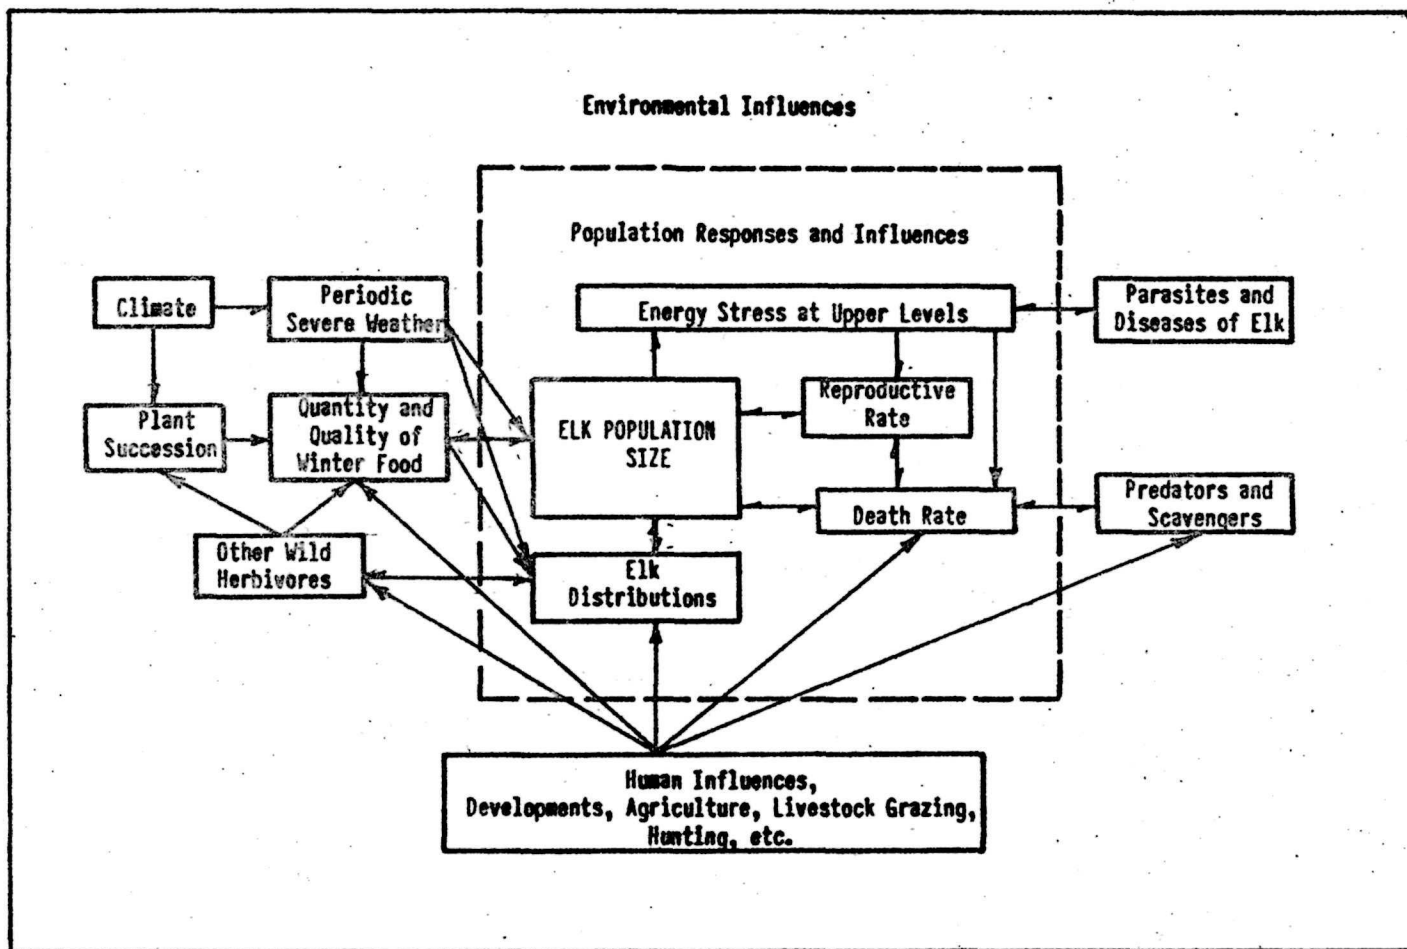 Environmental Influences
Population Responses and Influences
Climate
Periodic
Severe Weather
Energy Stress at Upper Levels
Parasites and
Diseases of Elk
Plant
Succession
Quantity and
Quality of
Winter Food
ELK POPULATION
SIZE
Reproductive
Rate
Death Rate
Predators and
Scavengers
Other Wild
Herbivores
Elk
Distributions
Human Influences,
Developments, Agriculture, Livestock Grazing,
Hunting, etc.